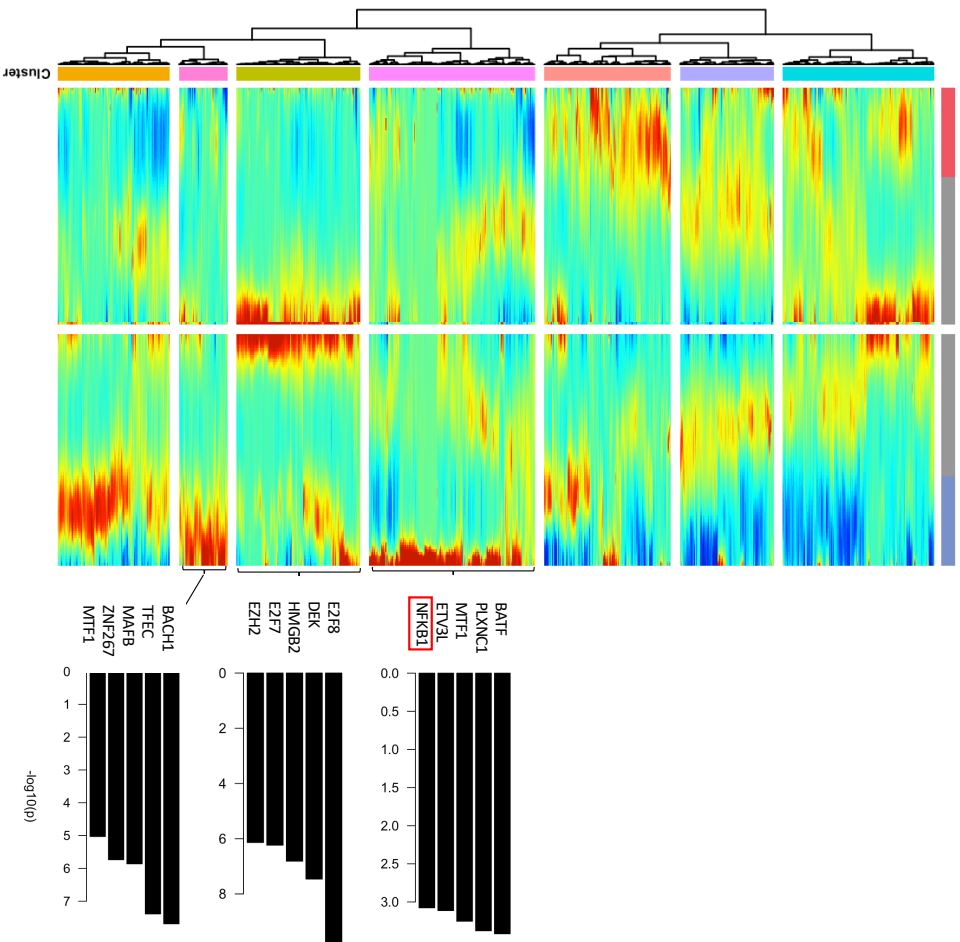 Cluster
BACH1
TFEC
MAFB
ZNF267
MTF1
E2F8
DEK
HMGB2
E2F7
EZH2
BATF
PLXNC1
MTF1
ETV3L
NFKB1
0
1
2
3
4
5
6
7
-log10(p)
0
2
4
6
8
0.0
0.5
1.0
1.5
2.0
2.5
3.0